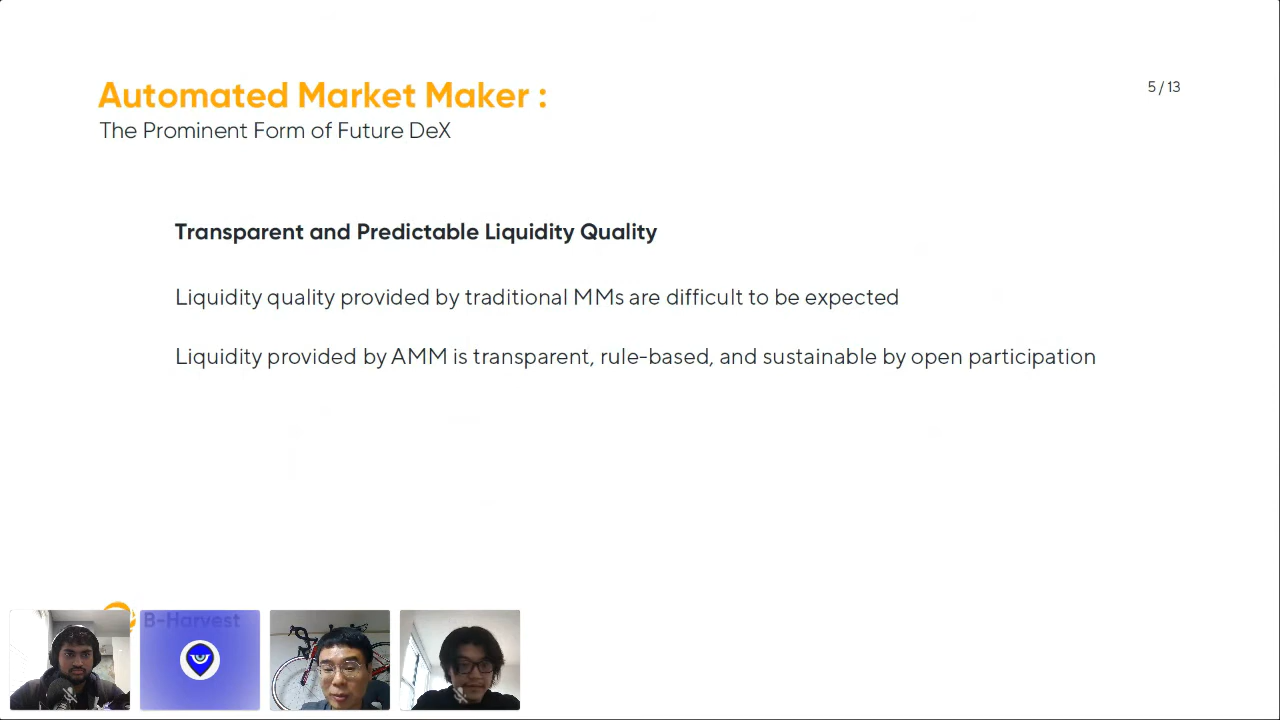 Automated Market Maker :
5 / 13
The Prominent Form of Future DeX
Transparent and Predictable Liquidity Quality
Liquidity quality provided by traditional MMs are difficult to be expected
Liquidity provided by AMM is transparent, rule-based, and sustainable by open participation
B-Harvest